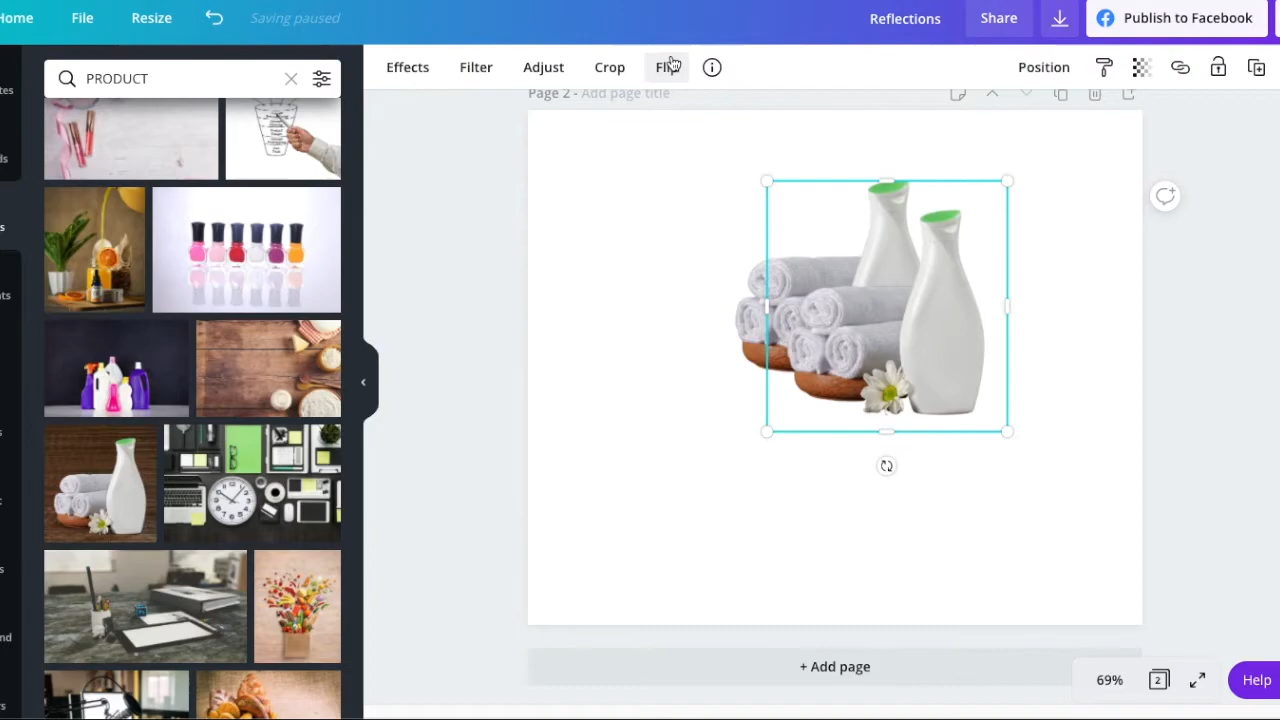 Home File Resize Saving paused Reflections Share Publish to Facebook
PRODUCT
Effects Filter Adjust Crop Flip Position
Page 2 - Add page title
+ Add page
69% 2 Help